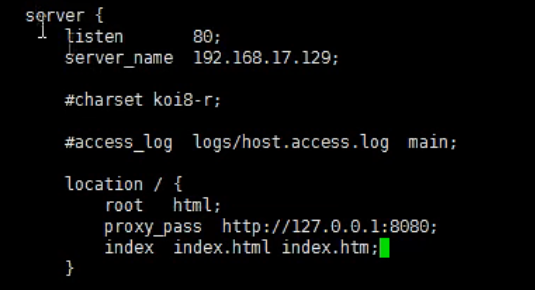 server {
listen 80;
server_name 192.168.17.129;
#charset koi8-r;
#access_log logs/host.access.log main;
location / {
root html;
proxy_pass http://127.0.0.1:8080;
index index.html index.htm;
}